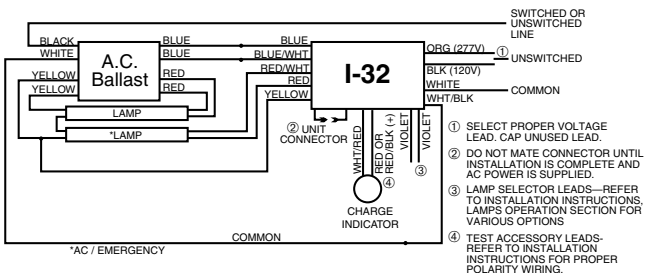 SWITCHED OR
UNSWITCHED
LINE
BLACK
WHITE
YELLOW
YELLOW
A.C.
Ballast
BLUE
BLUE
RED
RED
LAMP
*LAMP
BLUE
BLUE/WHT
RED/WHT
RED
YELLOW
I-32
ORG (277V)
①
UNSWITCHED
BLK (120V)
WHITE
COMMON
WHT/BLK
② UNIT
CONNECTOR
WHT/RED
RED OR
RED/BLK (+)
VIOLET
VIOLET
③
④
CHARGE
INDICATOR
COMMON
*AC / EMERGENCY
① SELECT PROPER VOLTAGE
LEAD. CAP UNUSED LEAD.
② DO NOT MATE CONNECTOR UNTIL
INSTALLATION IS COMPLETE AND
AC POWER IS SUPPLIED.
③ LAMP SELECTOR LEADS—REFER
TO INSTALLATION INSTRUCTIONS,
LAMPS OPERATION SECTION FOR
VARIOUS OPTIONS
④ TEST ACCESSORY LEADS-
REFER TO INSTALLATION
INSTRUCTIONS FOR PROPER
POLARITY WIRING.